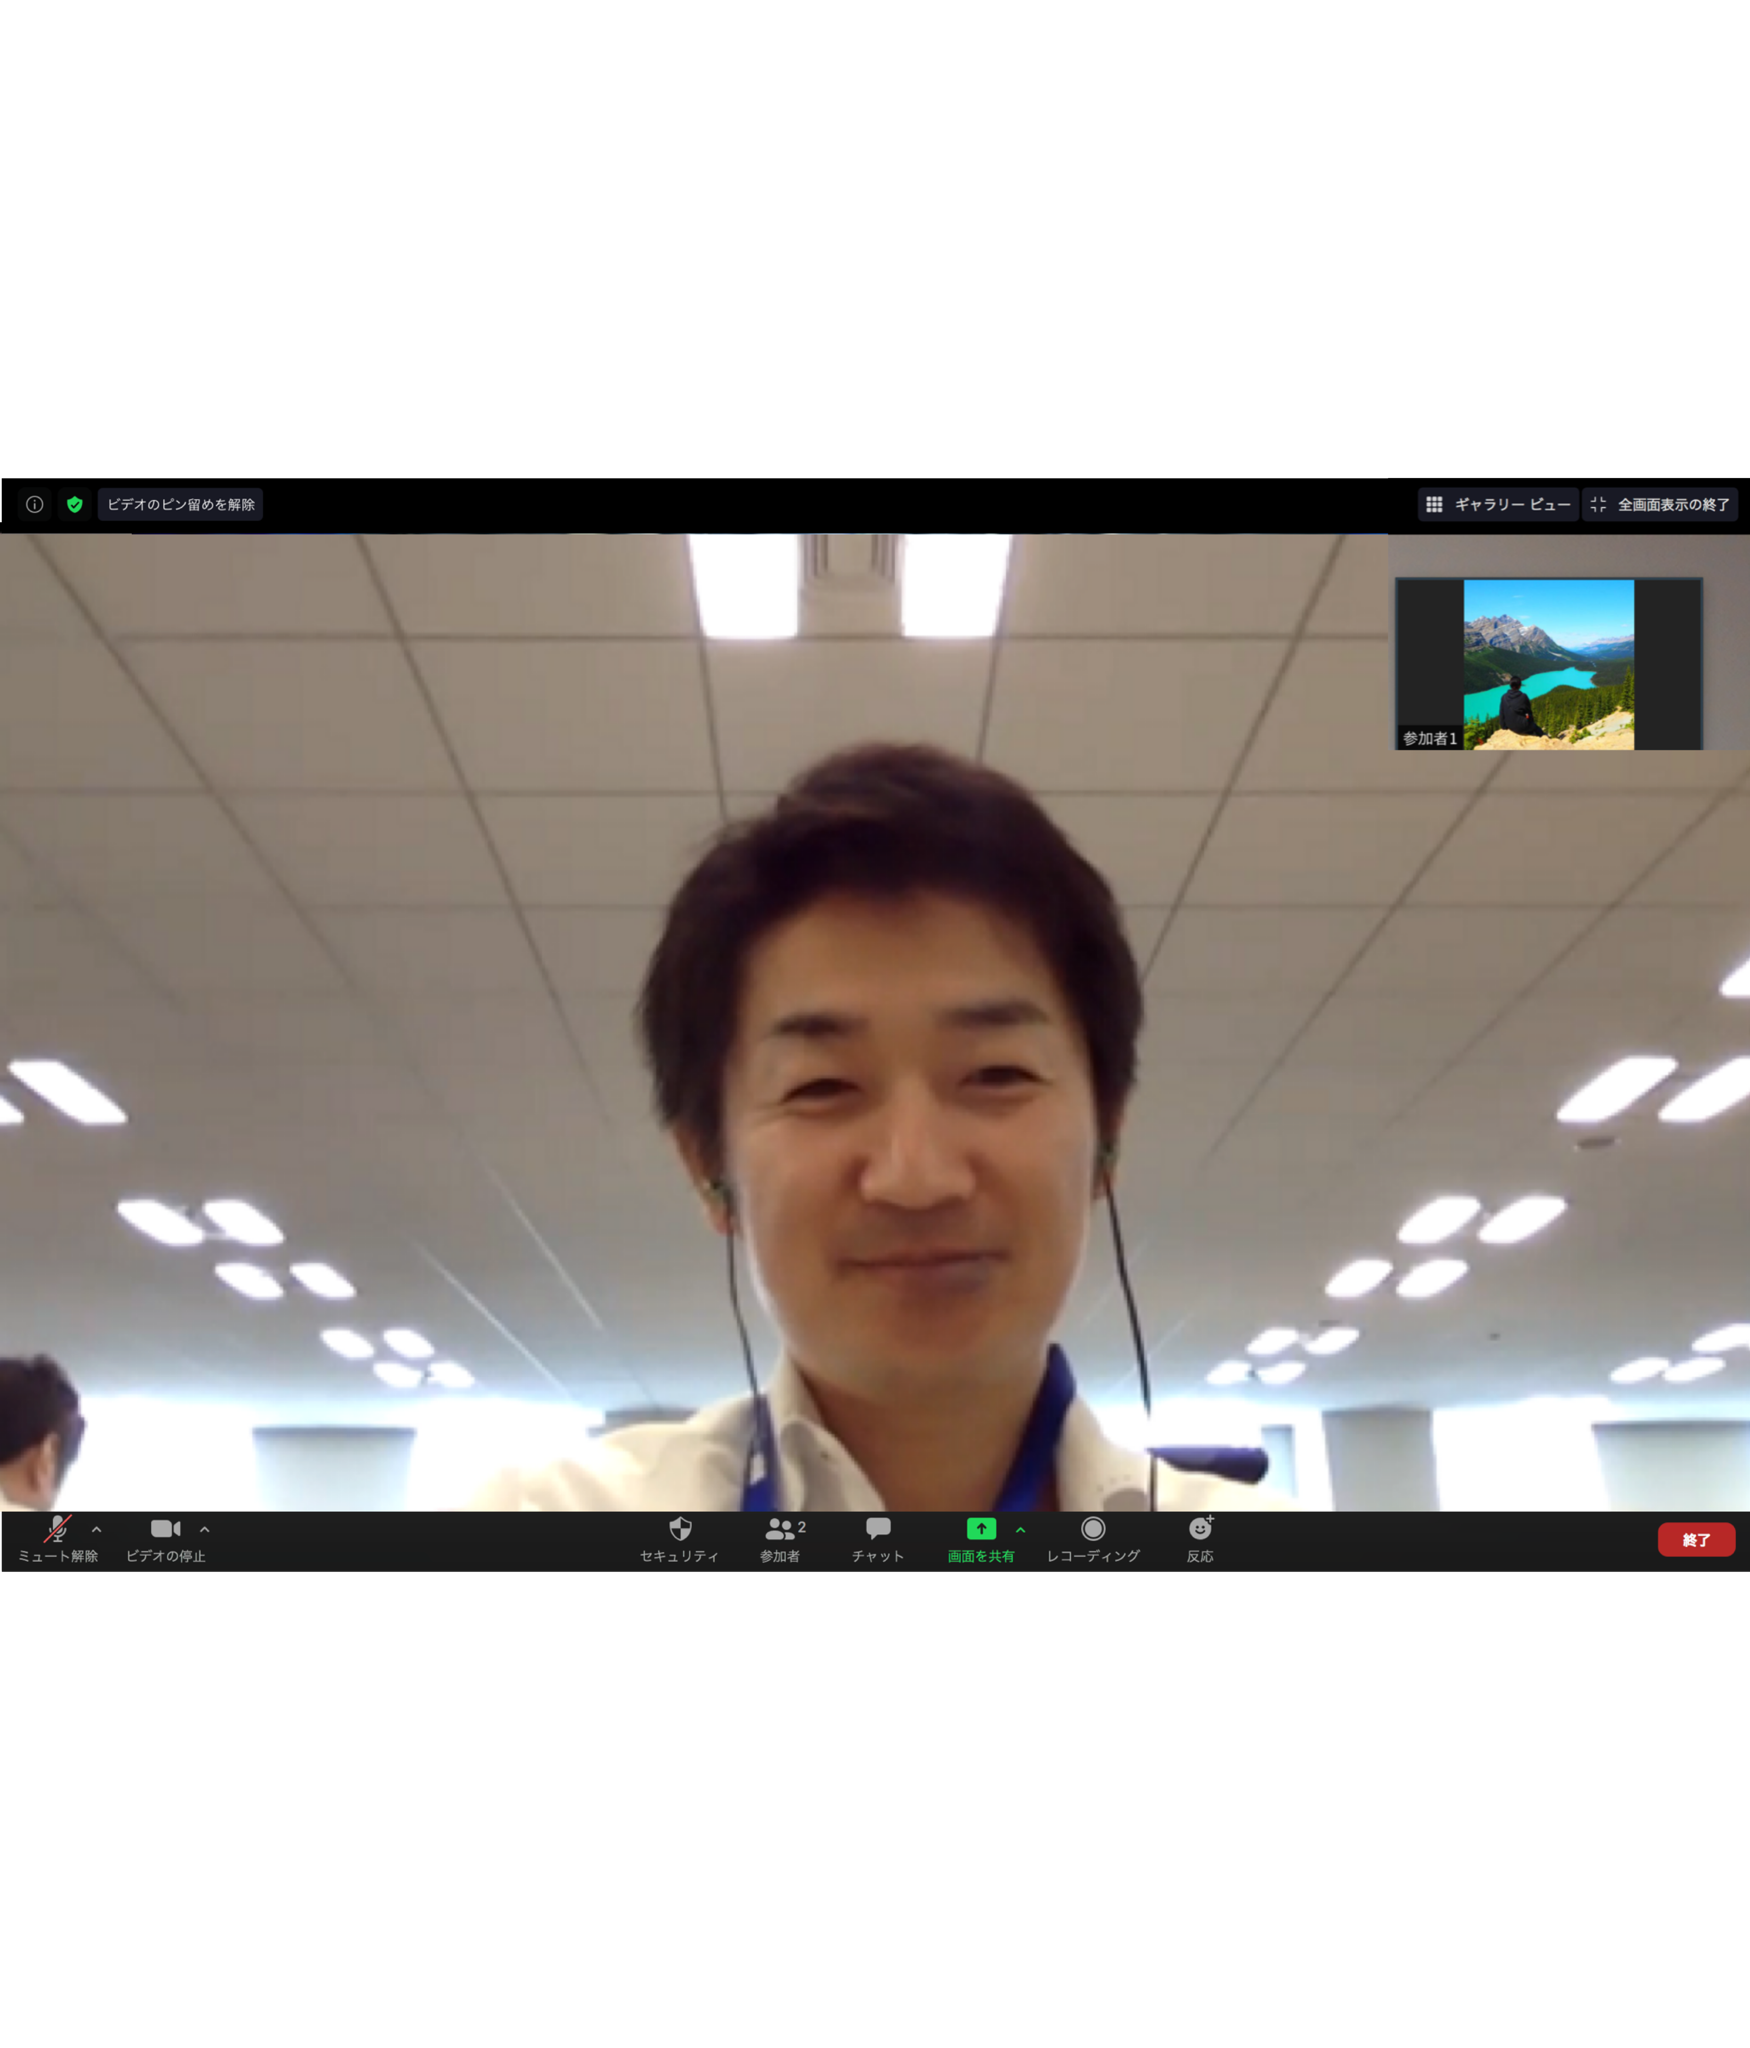 ビデオのピン留めを解除
ギャラリー ビュー
全画面表示の終了
参加者1
ミュート解除
ビデオの停止
セキュリティ
2
参加者
チャット
画面を共有
レコーディング
反応
終了